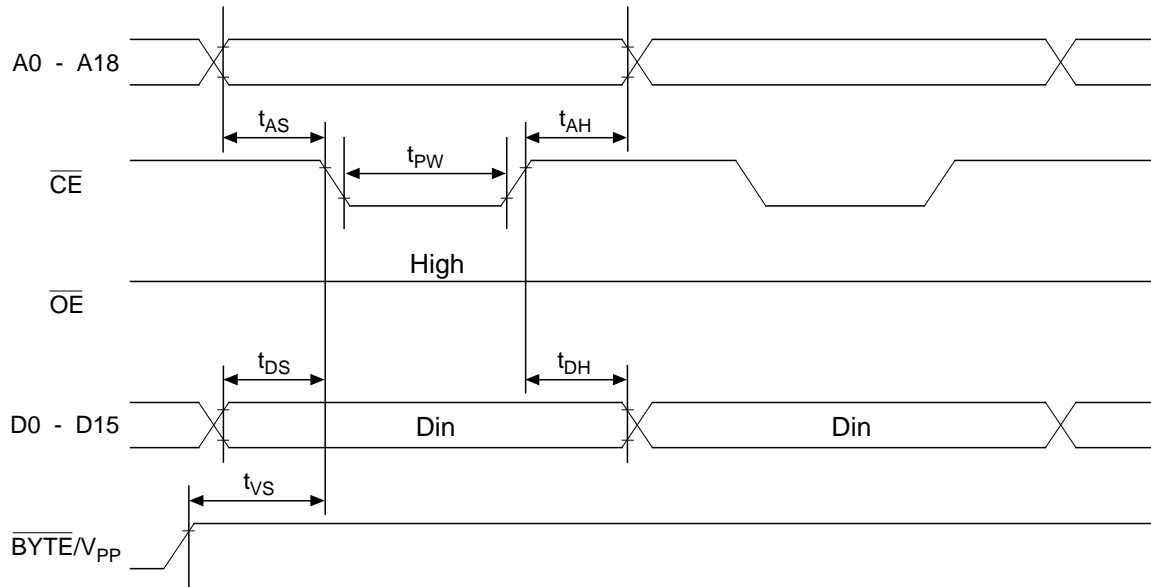 A0 - A18
tAS
tAH
tPW
CE
High
OE
tDS
tDH
D0 - D15
Din
Din
tVS
BYTE/VPP